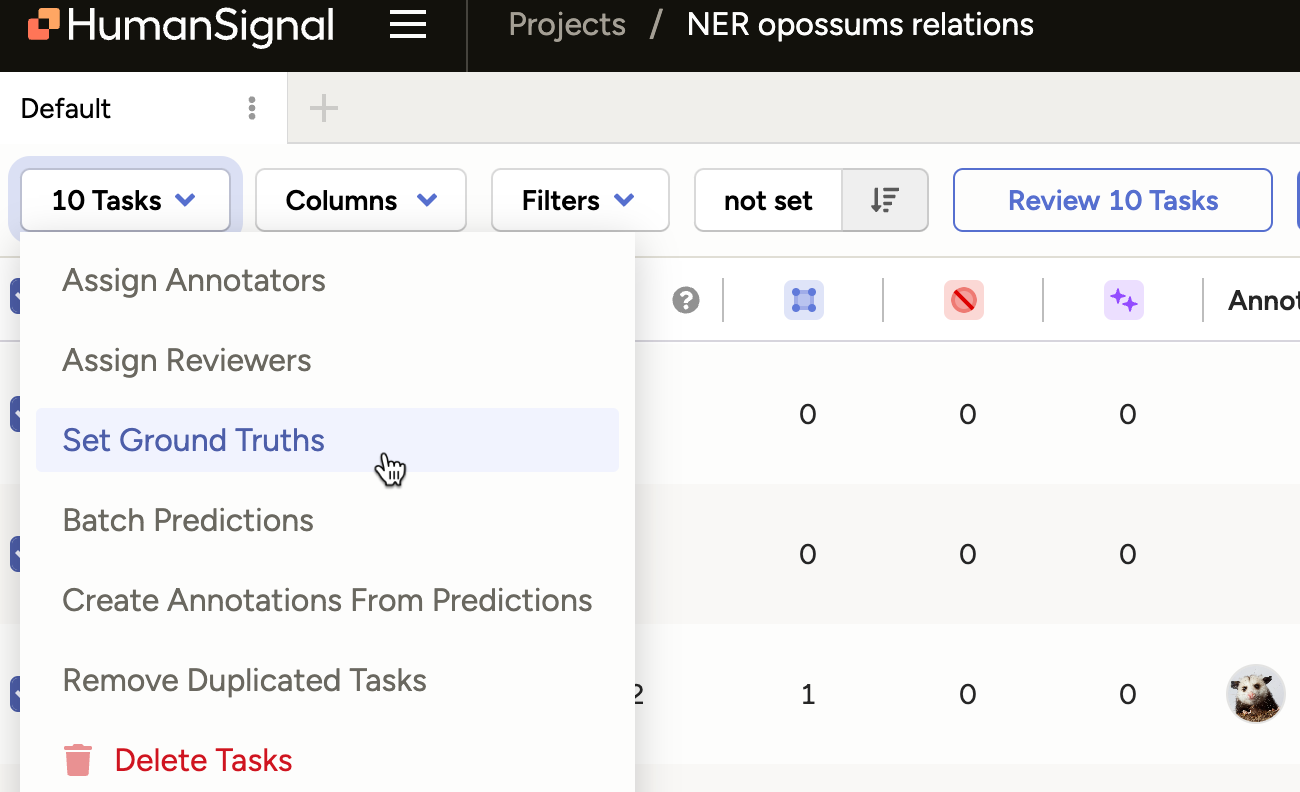 HumanSignal
Projects / NER opossums relations
Default
10 Tasks Columns Filters not set Review 10 Tasks
Assign Annotators
Assign Reviewers
Set Ground Truths
Batch Predictions
Create Annotations From Predictions
Remove Duplicated Tasks
Delete Tasks
? Annot
0 0 0
0 0 0
2 1 0 0